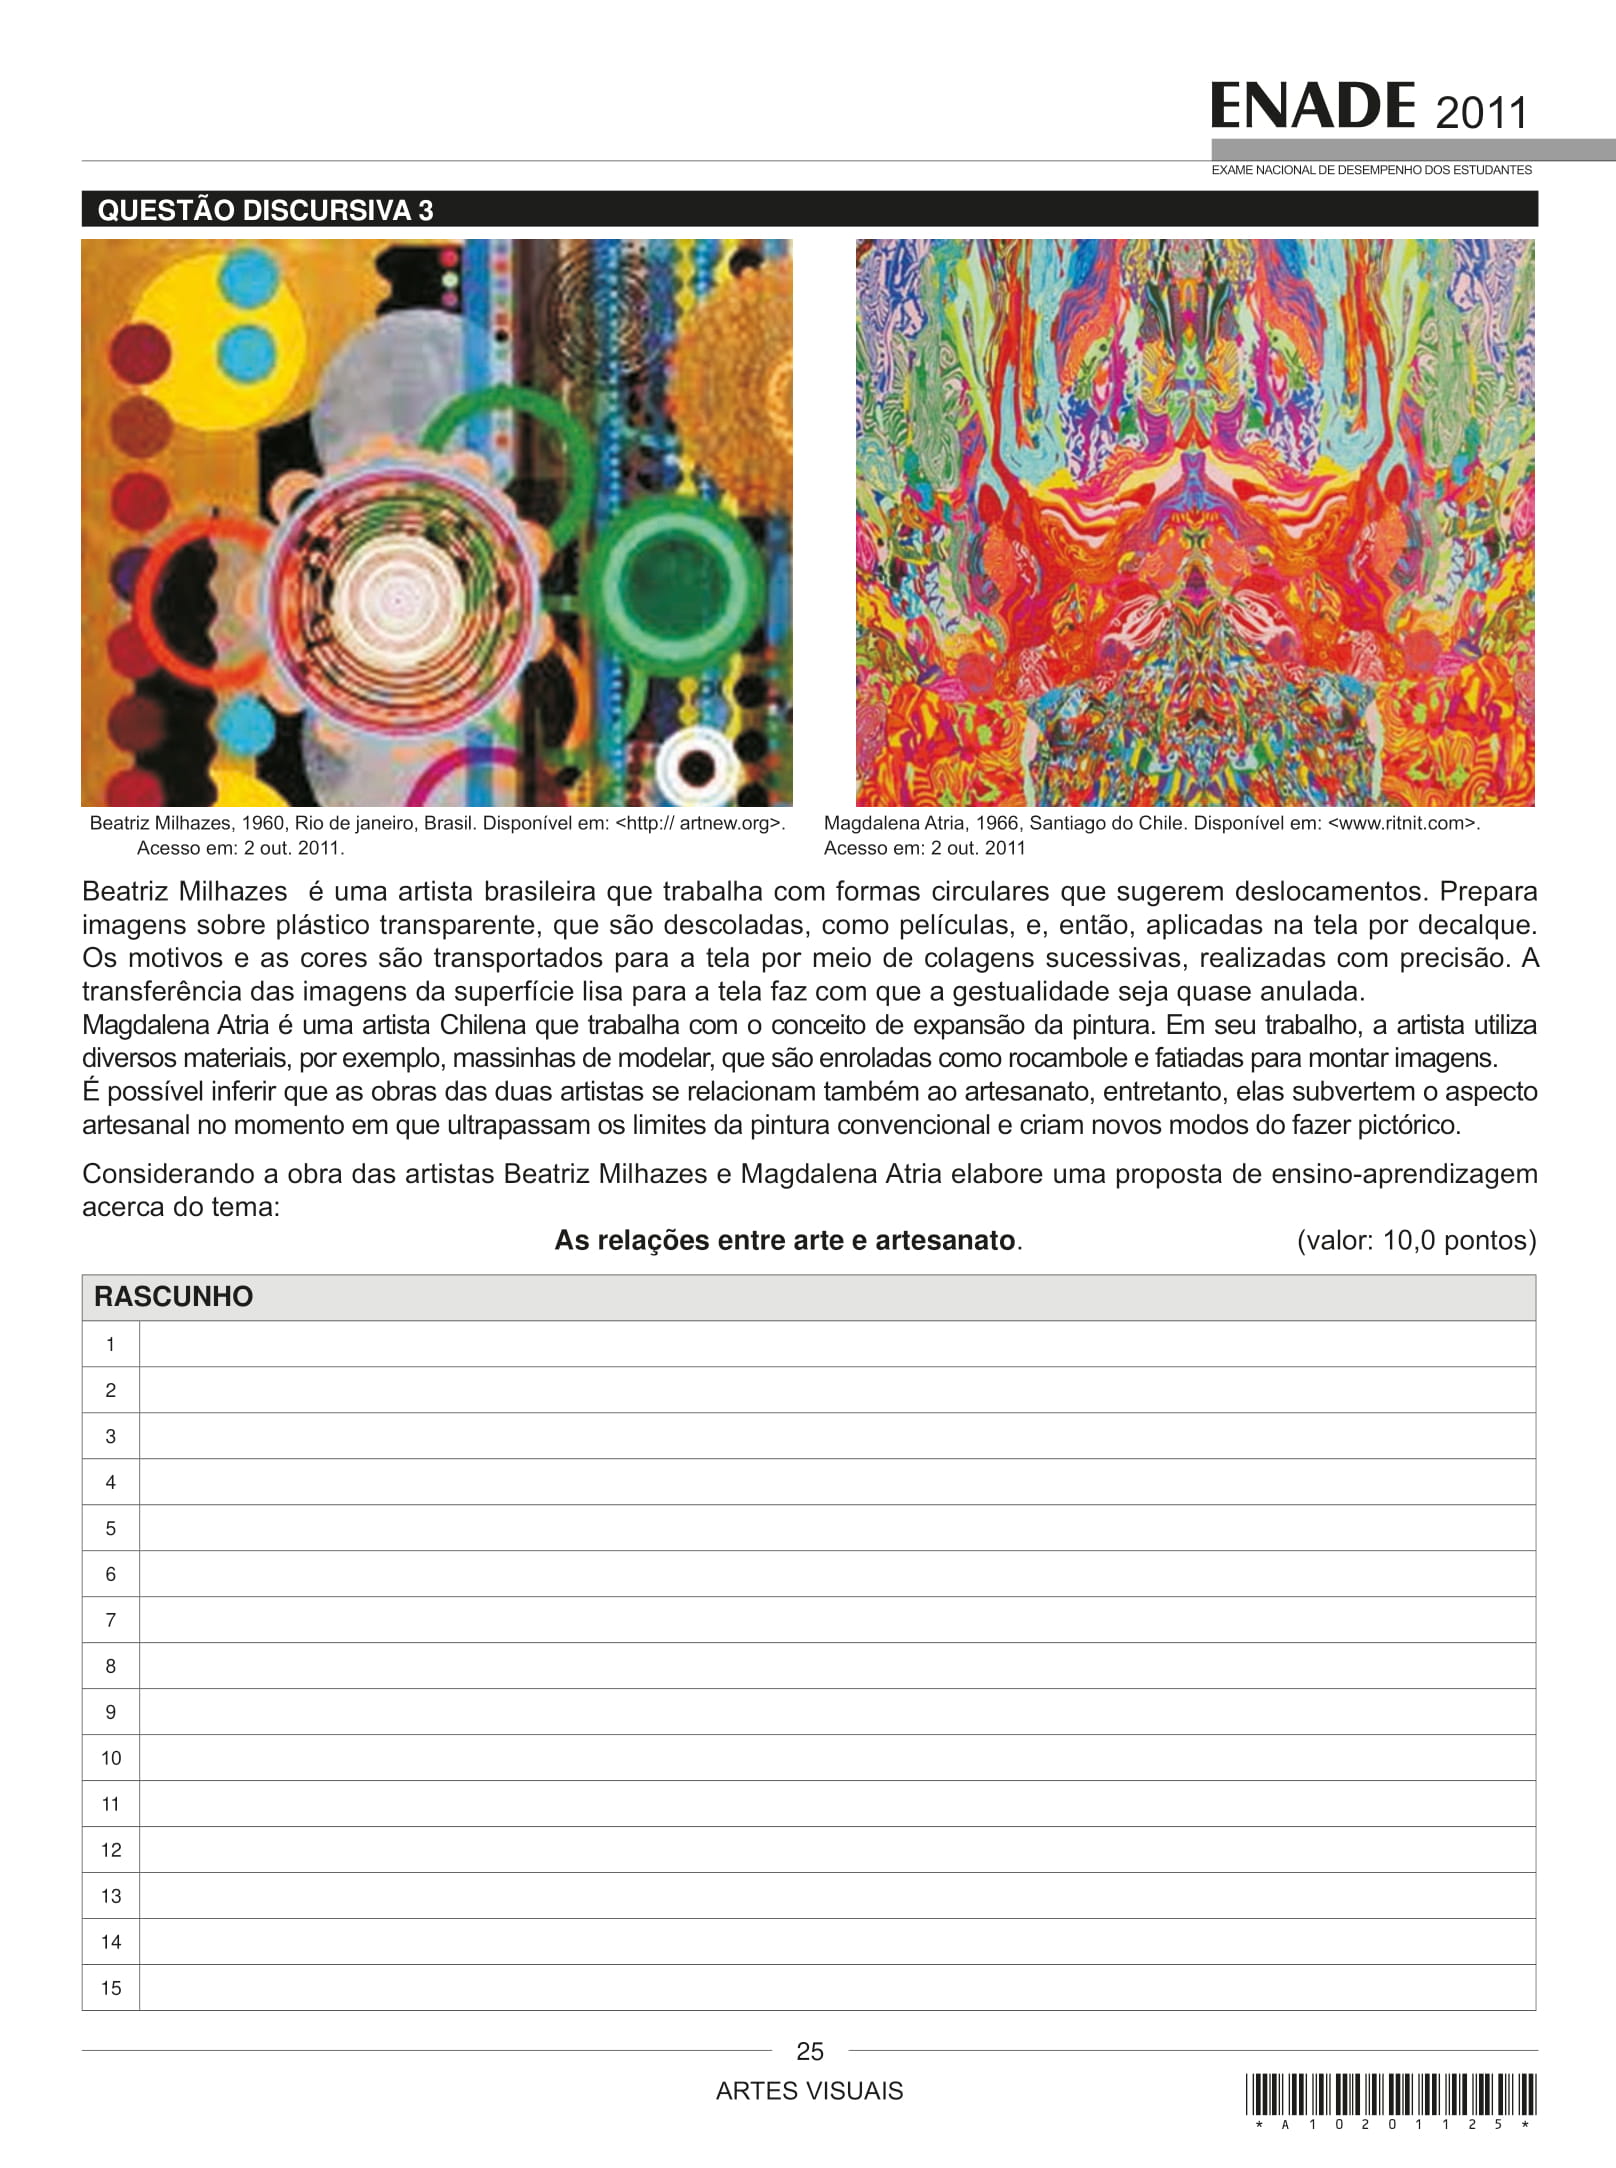 ENADE 2011
EXAME NACIONAL DE DESEMPENHO DOS ESTUDANTES
QUESTÃO DISCURSIVA 3
Beatriz Milhazes, 1960, Rio de janeiro, Brasil. Disponível em: <http:// artnew.org>.
Acesso em: 2 out. 2011.
Magdalena Atria, 1966, Santiago do Chile. Disponível em: <www.ritnit.com>.
Acesso em: 2 out. 2011
Beatriz Milhazes é uma artista brasileira que trabalha com formas circulares que sugerem deslocamentos. Prepara
imagens sobre plástico transparente, que são descoladas, como películas, e, então, aplicadas na tela por decalque.
Os motivos e as cores são transportados para a tela por meio de colagens sucessivas, realizadas com precisão. A
transferência das imagens da superfície lisa para a tela faz com que a gestualidade seja quase anulada.
Magdalena Atria é uma artista Chilena que trabalha com o conceito de expansão da pintura. Em seu trabalho, a artista utiliza
diversos materiais, por exemplo, massinhas de modelar, que são enroladas como rocambole e fatiadas para montar imagens.
É possível inferir que as obras das duas artistas se relacionam também ao artesanato, entretanto, elas subvertem o aspecto
artesanal no momento em que ultrapassam os limites da pintura convencional e criam novos modos do fazer pictórico.
Considerando a obra das artistas Beatriz Milhazes e Magdalena Atria elabore uma proposta de ensino-aprendizagem
acerca do tema:
As relações entre arte e artesanato. (valor: 10,0 pontos)
RASCUNHO
1
2
3
4
5
6
7
8
9
10
11
12
13
14
15
25
ARTES VISUAIS
* A 1 0 2 0 1 1 2 5 *